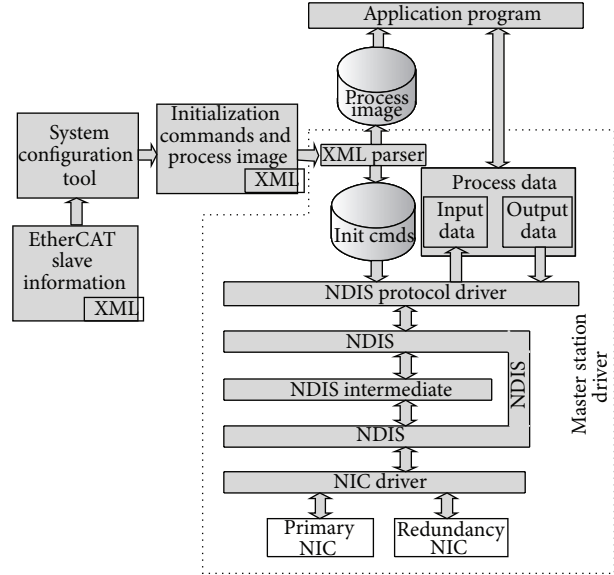 Application program
Process
image
Initialization
commands and
process image
XML
System
configuration
tool
XML parser
Process data
Input
data
Output
data
Init cmds
EtherCAT
slave
information
XML
NDIS protocol driver
NDIS
NDIS
NDIS intermediate
NDIS
Master station
driver
NIC driver
Primary
NIC
Redundancy
NIC